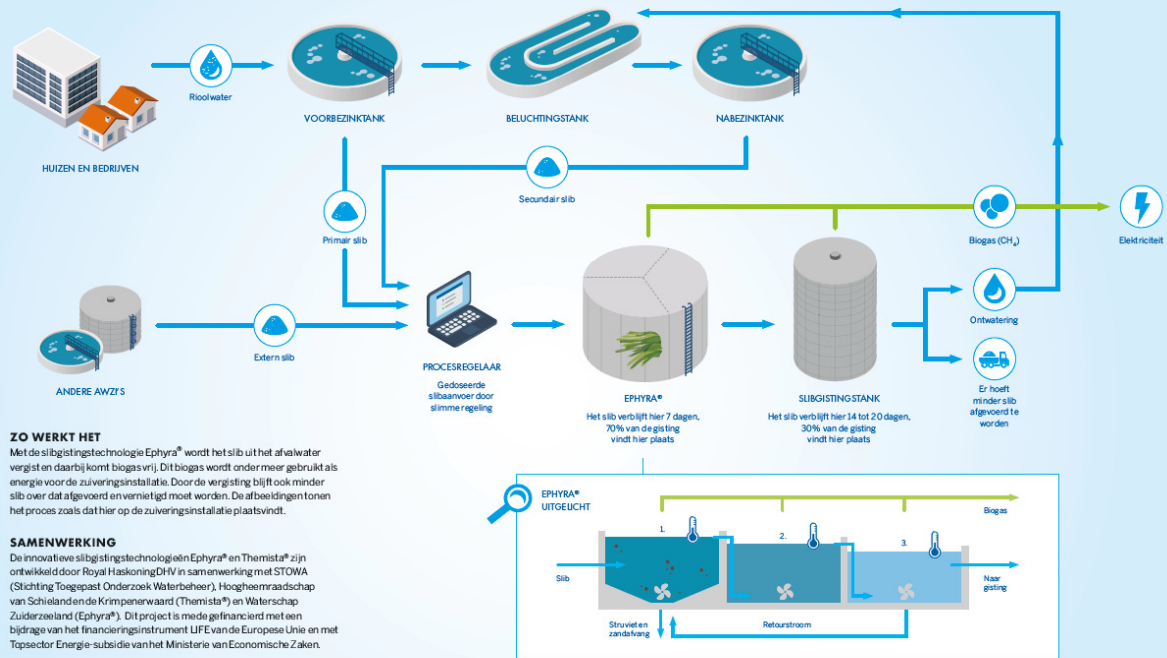 Rioolwater
VOORBEZINKTANK
BELUCHTINGSTANK
NABEZINKTANK
HUIZEN EN BEDRIJVEN
Secundair slib
Primair slib
Biogas (CH₄)
Elektriciteit
Ontwatering
Extern slib
ANDERE AWZI'S
PROCESREGELAAR
Gedoseerde
slibaanvoer door
slimme regeling
EPHYRA®
Het slib verblijft hier 7 dagen,
70% van de gisting
vindt hier plaats
SLIBGISTINGSTANK
Het slib verblijft hier 14 tot 20 dagen,
30% van de gisting
vindt hier plaats
Er hoeft
minder slib
afgevoerd te
worden
ZO WERKT HET
Met de slibgistingstechnologie Ephyra® wordt het slib uit het afvalwater
vergist en daarbij komt biogas vrij. Dit biogas wordt onder meer gebruikt als
energie voor de zuiveringsinstallatie. Door de vergisting blijft ook minder
slib over dat afgevoerd en vernietigd moet worden. De afbeeldingen tonen
het proces zoals dat hier op de zuiveringsinstallatie plaatsvindt.
SAMENWERKING
De innovatieve slibgistingstechnologieën Ephyra® en Themista® zijn
ontwikkeld door Royal HaskoningDHV in samenwerking met STOWA
(Stichting Toegepast Onderzoek Waterbeheer), Hoogheemraadschap
van Schieland en de Krimpenerwaard (Themista®) en Waterschap
Zuiderzeeland (Ephyra®). Dit project is mede gefinancierd met een
bijdrage van het financieringsinstrument LIFE van de Europese Unie en met
Topsector Energie-subsidie van het Ministerie van Economische Zaken.
EPHYRA®
UITGELICHT
Biogas
1.
2.
3.
Slib
Naar
gisting
Struviet en
zandafvang
Retourstroom